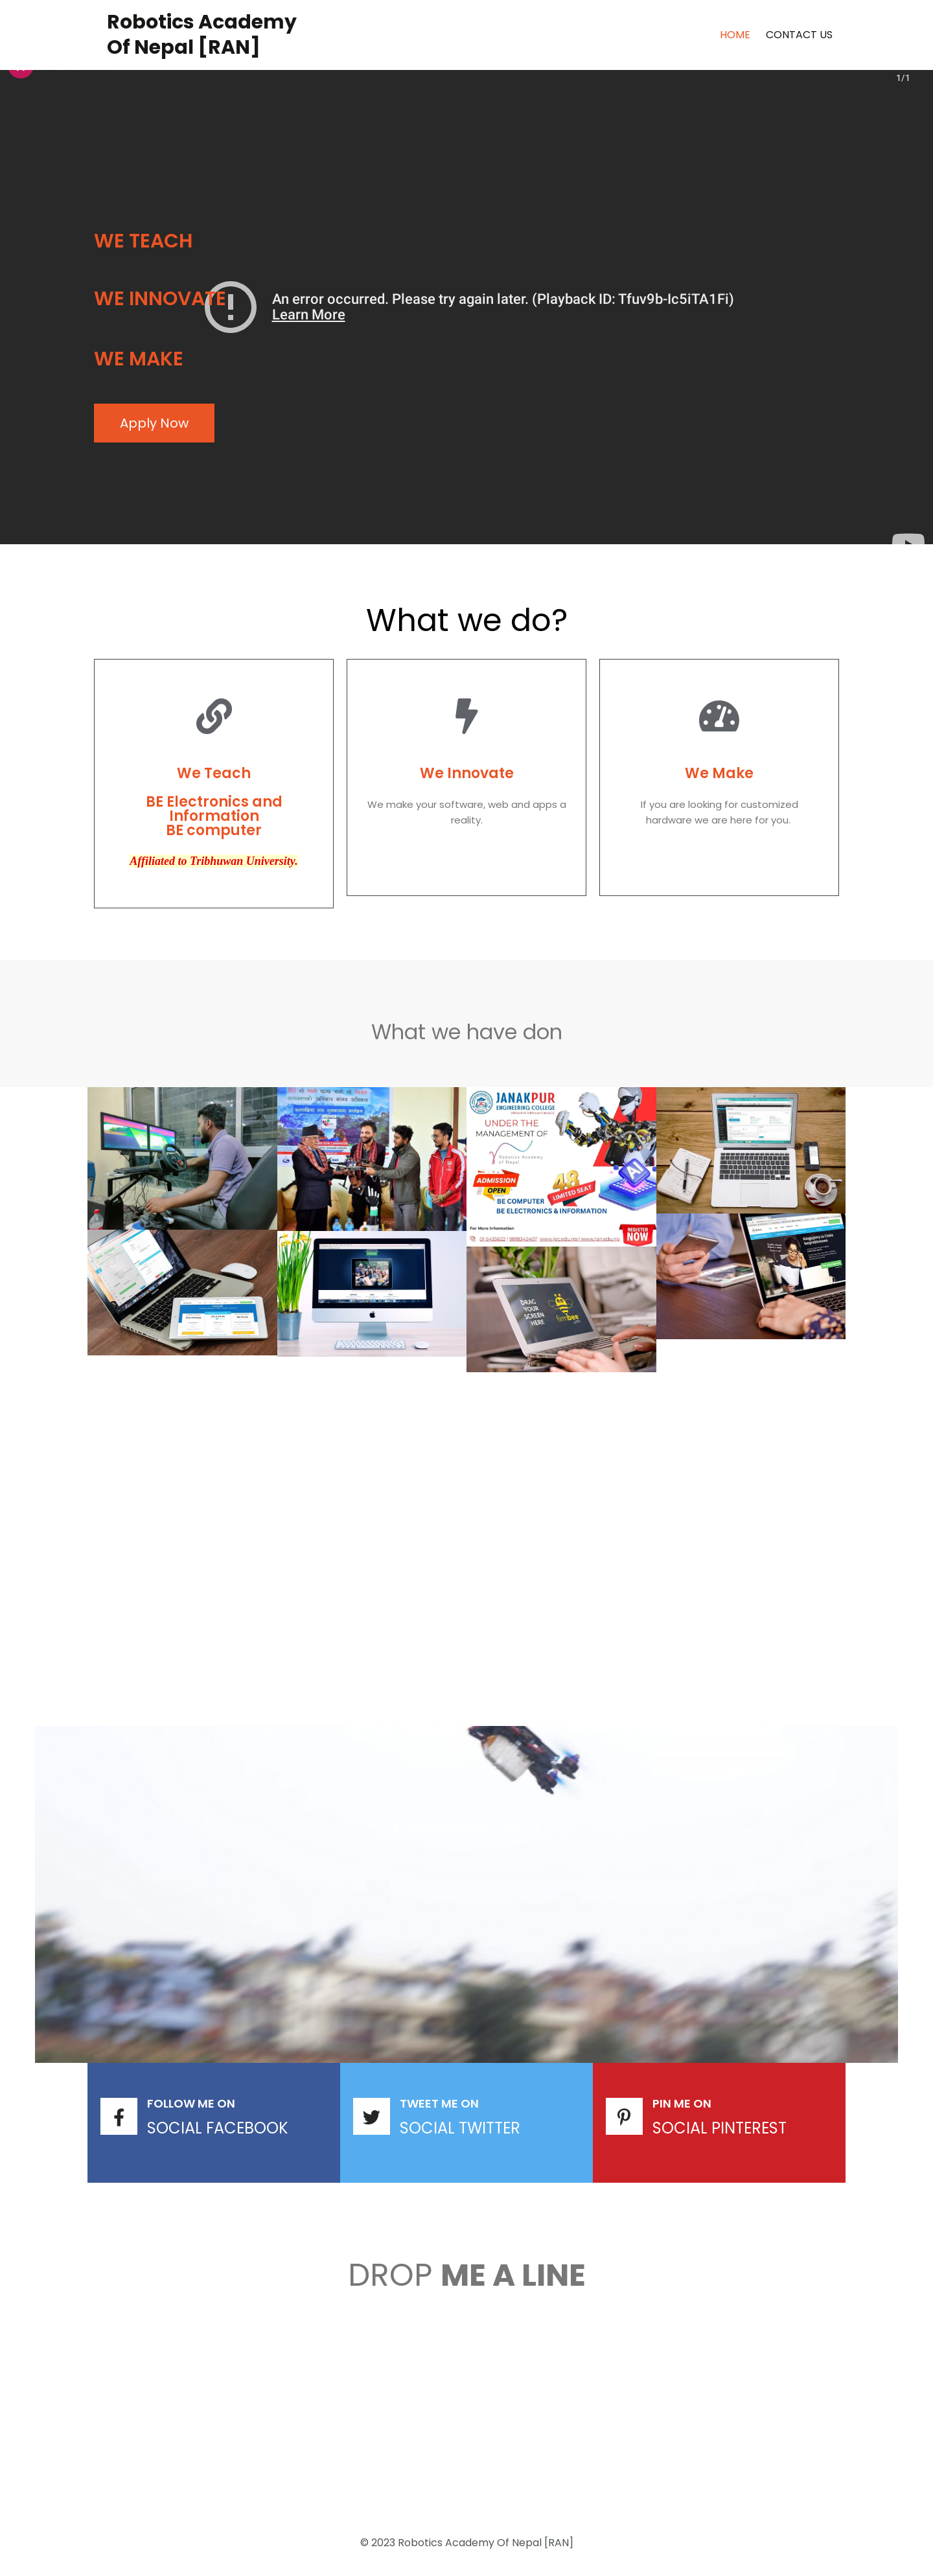 Robotics Academy
Of Nepal [RAN]
HOME
CONTACT US
1/1
WE TEACH
WE INNOVATE
An error occurred. Please try again later. (Playback ID: Tfuv9b-Ic5iTA1Fi)
Learn More
WE MAKE
Apply Now
What we do?
We Teach
BE Electronics and
Information
BE computer
Affiliated to Tribhuwan University.
We Innovate
We make your software, web and apps a
reality.
We Make
If you are looking for customized
hardware we are here for you.
What we have don
JANAKPUR
ENGINEERING COLLEGE
UNDER THE
MANAGEMENT OF
Robotics Academy
of Nepal
ADMISSION
OPEN
48
LIMITED SEAT
AI
BE COMPUTER
BE ELECTRONICS & INFORMATION
For More Information
REGISTER
NOW
DRAG
YOUR
SCREEN
HERE
FOLLOW ME ON
SOCIAL FACEBOOK
TWEET ME ON
SOCIAL TWITTER
PIN ME ON
SOCIAL PINTEREST
DROP ME A LINE
© 2023 Robotics Academy Of Nepal [RAN]